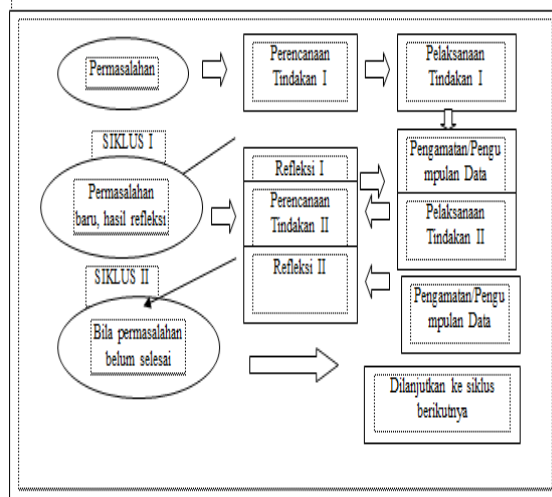 Permasalahan
Perencanaan
Tindakan I
Pelaksanaan
Tindakan I
SIKLUS I
Permasalahan
baru, hasil refleksi
Refleksi I
Perencanaan
Tindakan II
Pengamatan/Pengu
mpulan Data
Pelaksanaan
Tindakan II
SIKLUS II
Bila permasalahan
belum selesai
Refleksi II
Pengamatan/Pengu
mpulan Data
Dilanjutkan ke siklus
berikutnya